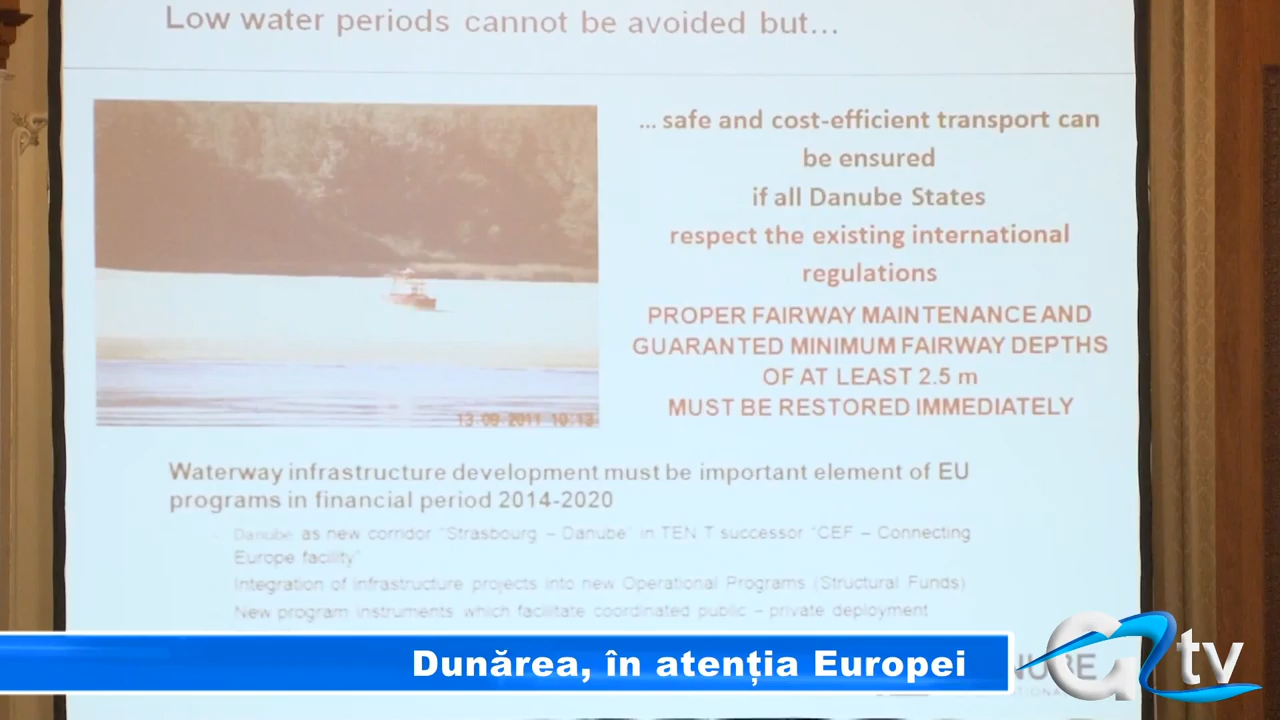 Low water periods cannot be avoided but...
... safe and cost-efficient transport can
be ensured
if all Danube States
respect the existing international
regulations
PROPER FAIRWAY MAINTENANCE AND
GUARANTED MINIMUM FAIRWAY DEPTHS
OF AT LEAST 2.5 m
MUST BE RESTORED IMMEDIATELY
13 09 2011 10:13
Waterway infrastructure development must be important element of EU
programs in financial period 2014-2020
Danube as new corridor "Strasbourg – Danube" in TEN T successor "CEF – Connecting
Europe facility"
Integration of infrastructure projects into new Operational Programs (Structural Funds)
New program instruments which facilitate coordinated public – private deployment
Dunărea, în atenția Europei
tv